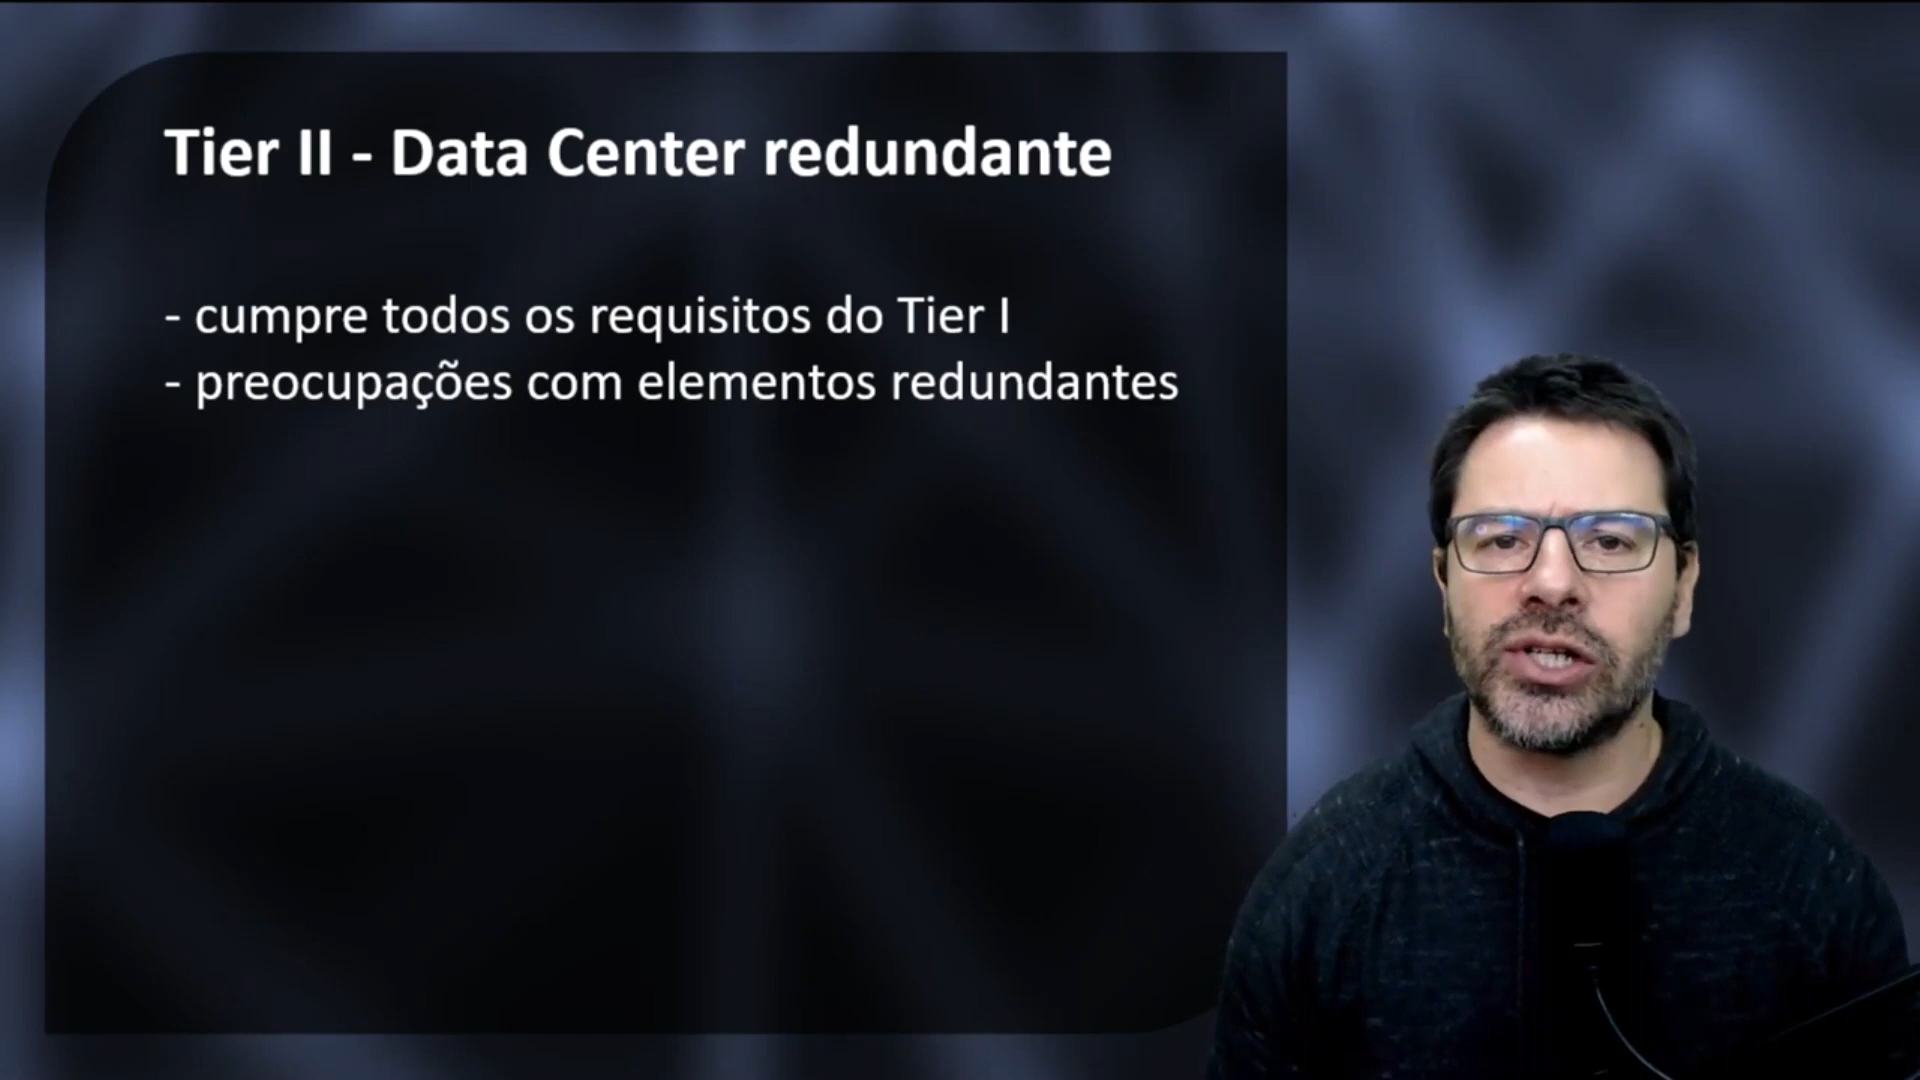 Tier II - Data Center redundante
- cumpre todos os requisitos do Tier I
- preocupações com elementos redundantes